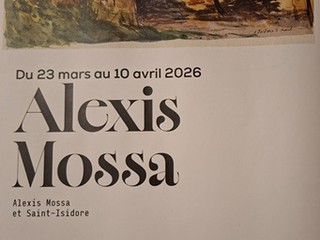 Du 23 mars au 10 avril 2026
Alexis
Mossa
Alexis Mossa
et Saint-Isidore